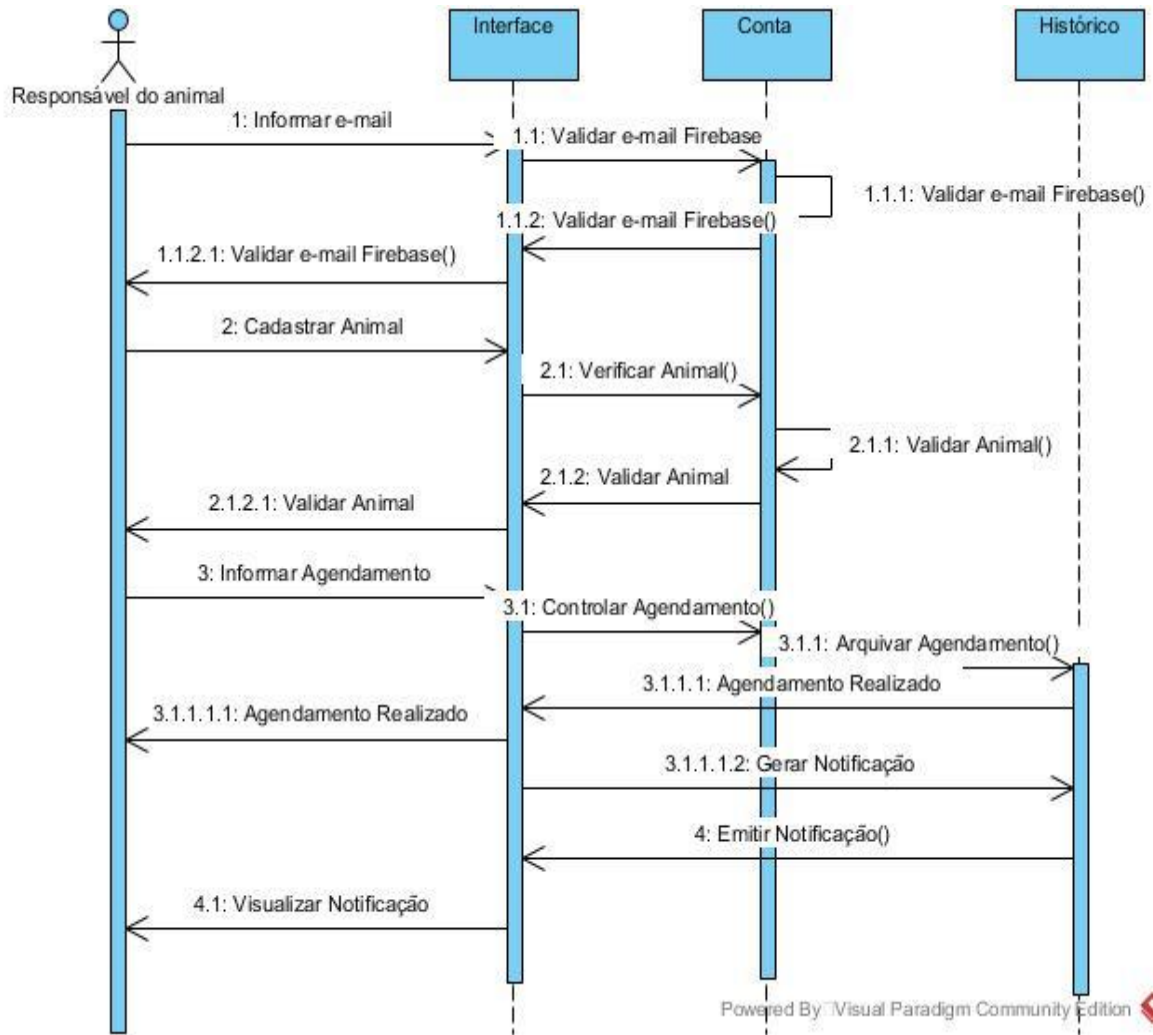 Interface
Conta
Histórico
Responsável do animal
1: Informar e-mail
1.1: Validar e-mail Firebase
1.1.1: Validar e-mail Firebase()
1.1.2: Validar e-mail Firebase()
1.1.2.1: Validar e-mail Firebase()
2: Cadastrar Animal
2.1: Verificar Animal()
2.1.1: Validar Animal()
2.1.2: Validar Animal
2.1.2.1: Validar Animal
3: Informar Agendamento
3.1: Controlar Agendamento()
3.1.1: Arquivar Agendamento()
3.1.1.1: Agendamento Realizado
3.1.1.1.1: Agendamento Realizado
3.1.1.1.2: Gerar Notificação
4: Emitir Notificação()
4.1: Visualizar Notificação
Powered By Visual Paradigm Community Edition